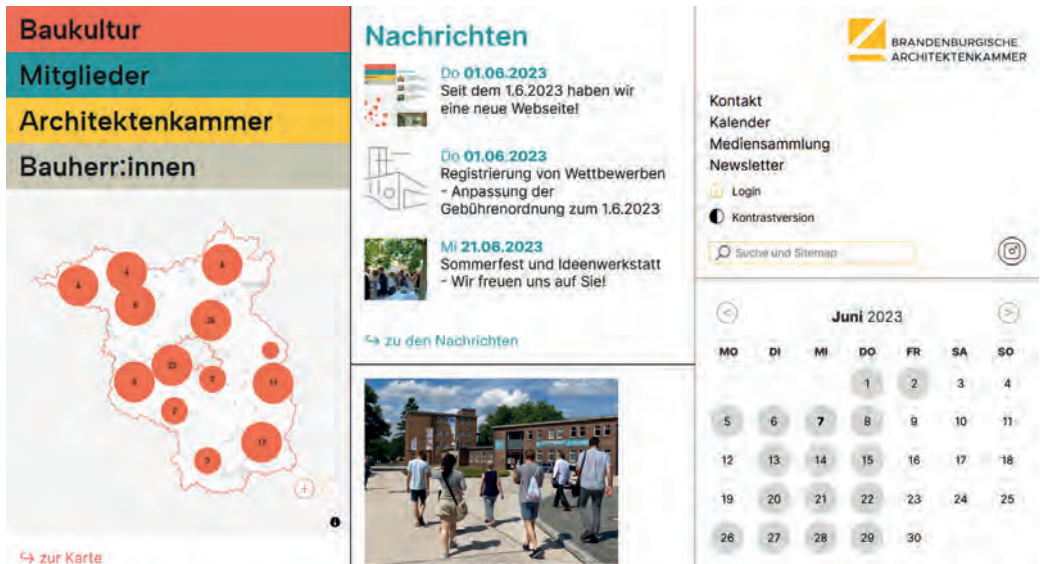 Baukultur
Mitglieder
Architektenkammer
Bauherr:innen
zur Karte
Nachrichten
Do 01.06.2023
Seit dem 1.6.2023 haben wir
eine neue Webseite!
Do 01.06.2023
Registrierung von Wettbewerben
- Anpassung der
Gebührenordnung zum 1.6.2023
Mi 21.06.2023
Sommerfest und Ideenwerkstatt
- Wir freuen uns auf Sie!
zu den Nachrichten
BRANDENBURGISCHE
ARCHITEKTENKAMMER
Kontakt
Kalender
Mediensammlung
Newsletter
Login
Kontrastversion
Suche und Sitemap
< Juni 2023 >
MO DI MI DO FR SA SO
1 2 3 4
5 6 7 8 9 10 11
12 13 14 15 16 17 18
19 20 21 22 23 24 25
26 27 28 29 30